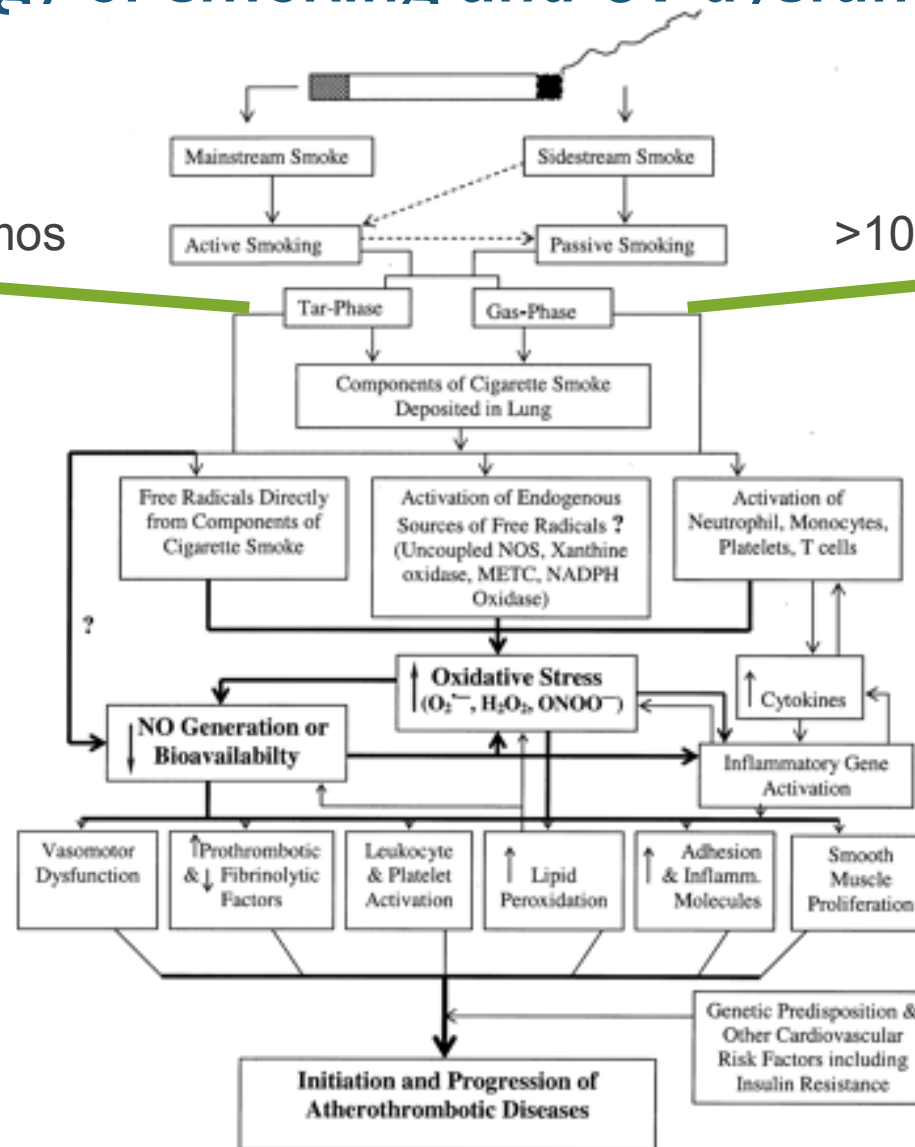 of smoking and CV
Mainstream Smoke
Sidestream Smoke
Active Smoking
Passive Smoking
>10
Tar-Phase
Gas-Phase
Components of Cigarette Smoke
Deposited in Lung
Free Radicals Directly
from Components of
Cigarette Smoke
Activation of Endogenous
Sources of Free Radicals ?
(Uncoupled NOS, Xanthine
oxidase, METC, NADPH
Oxidase)
Activation of
Neutrophil, Monocytes,
Platelets, T cells
?
↑ Oxidative Stress
(O₂•—, H₂O₂, ONOO—)
↑ Cytokines
↓ NO Generation or
Bioavailabilty
Inflammatory Gene
Activation
Vasomotor
Dysfunction
↑Prothrombotic
& ↓ Fibrinolytic
Factors
Leukocyte
& Platelet
Activation
↑ Lipid
Peroxidation
↑ Adhesion
& Inflamm.
Molecules
Smooth
Muscle
Proliferation
Genetic Predisposition &
Other Cardiovascular
Risk Factors including
Insulin Resistance
Initiation and Progression of
Atherothrombotic Diseases